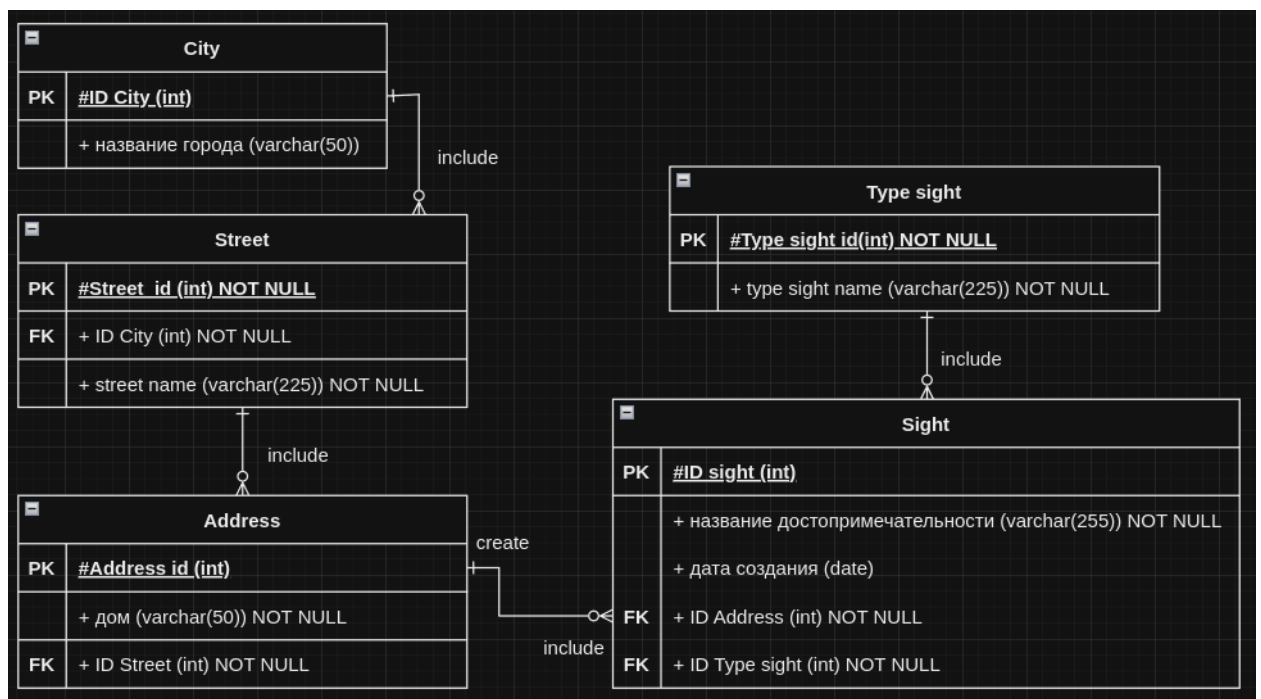 City
PK #ID City (int)
+ название города (varchar(50))
include
Street
PK #Street_id (int) NOT NULL
FK + ID City (int) NOT NULL
+ street name (varchar(225)) NOT NULL
include
Address
PK #Address id (int)
+ дом (varchar(50)) NOT NULL
FK + ID Street (int) NOT NULL
create
include
Type sight
PK #Type sight id(int) NOT NULL
+ type sight name (varchar(225)) NOT NULL
include
Sight
PK #ID sight (int)
+ название достопримечательности (varchar(255)) NOT NULL
+ дата создания (date)
FK + ID Address (int) NOT NULL
FK + ID Type sight (int) NOT NULL